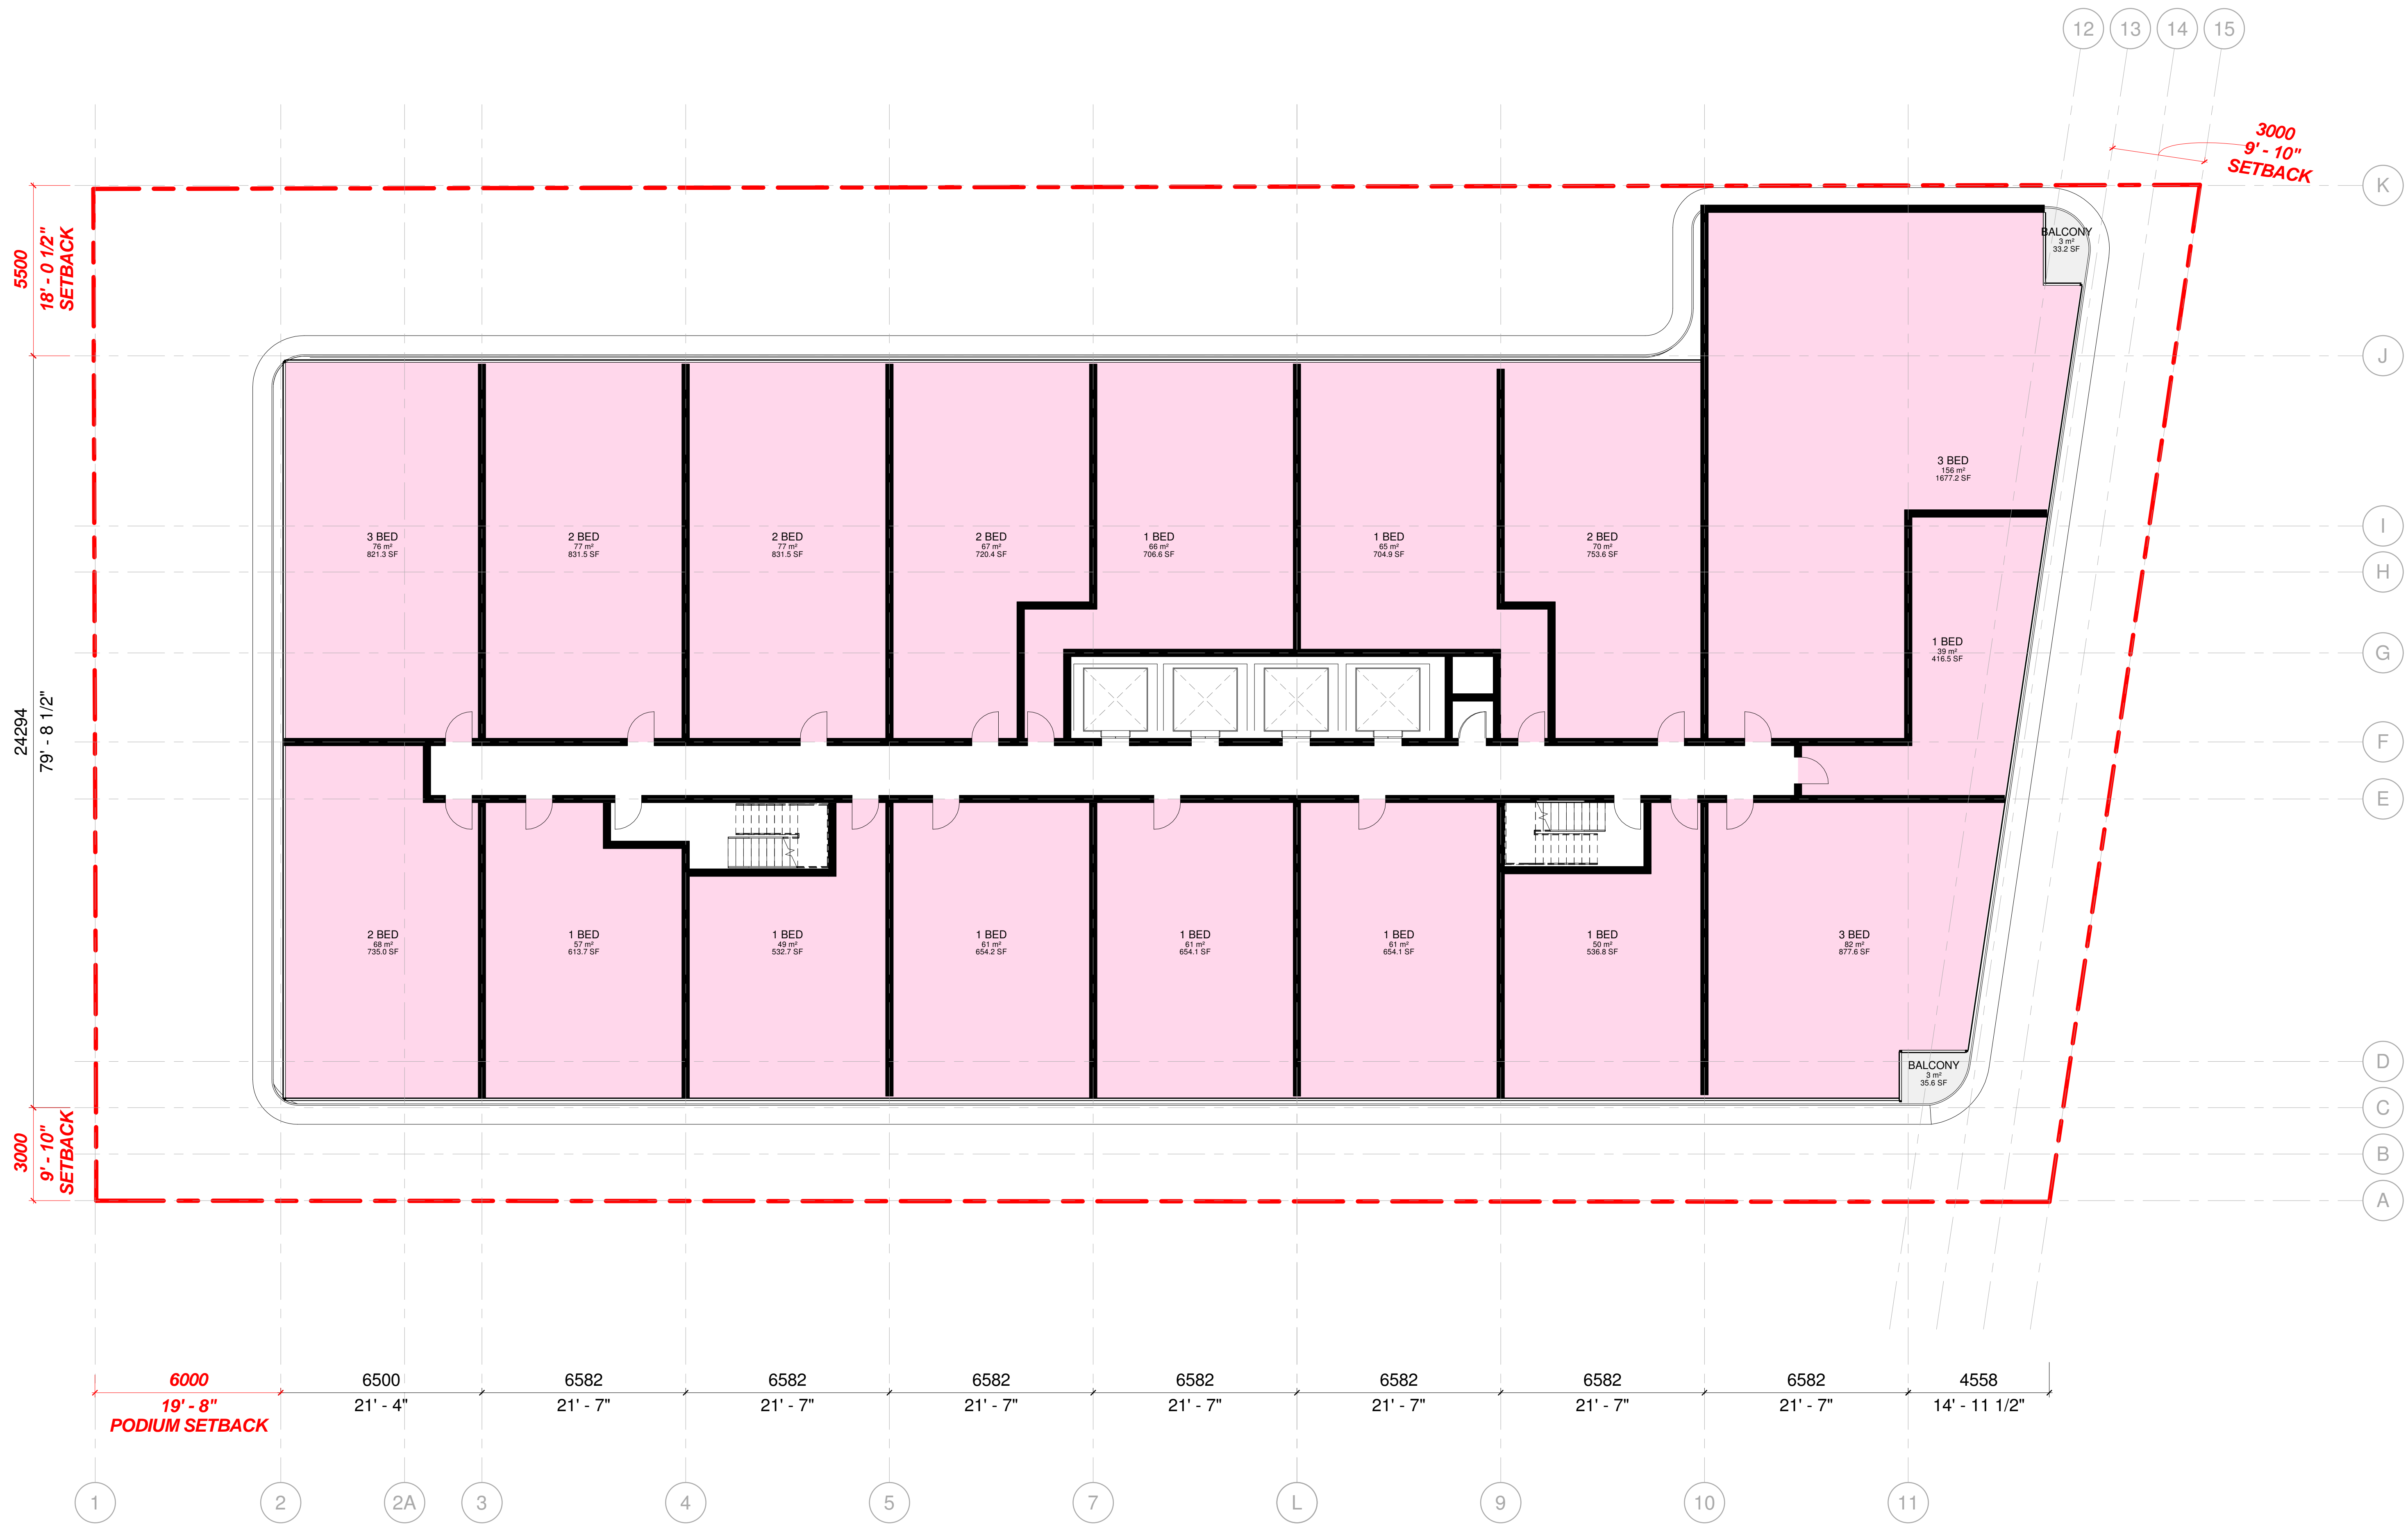 12
13
14
15
3000
9' - 10"
SETBACK
K
5500
18' - 0 1/2"
SETBACK
BALCONY
3 m²
33.2 SF
J
3 BED
156 m²
1677.2 SF
I
3 BED
76 m²
821.3 SF
2 BED
77 m²
831.5 SF
2 BED
77 m²
831.5 SF
2 BED
67 m²
720.4 SF
1 BED
66 m²
706.6 SF
1 BED
65 m²
704.9 SF
2 BED
70 m²
753.6 SF
H
1 BED
39 m²
416.5 SF
G
24294
79' - 8 1/2"
F
E
2 BED
68 m²
735.0 SF
1 BED
57 m²
613.7 SF
1 BED
49 m²
532.7 SF
1 BED
61 m²
654.2 SF
1 BED
61 m²
654.1 SF
1 BED
61 m²
654.1 SF
1 BED
50 m²
536.8 SF
3 BED
82 m²
877.6 SF
D
BALCONY
3 m²
35.6 SF
C
3000
9' - 10"
SETBACK
B
A
6000
19' - 8"
PODIUM SETBACK
6500
21' - 4"
6582
21' - 7"
6582
21' - 7"
6582
21' - 7"
6582
21' - 7"
6582
21' - 7"
6582
21' - 7"
6582
21' - 7"
4558
14' - 11 1/2"
1
2
2A
3
4
5
7
L
9
10
11